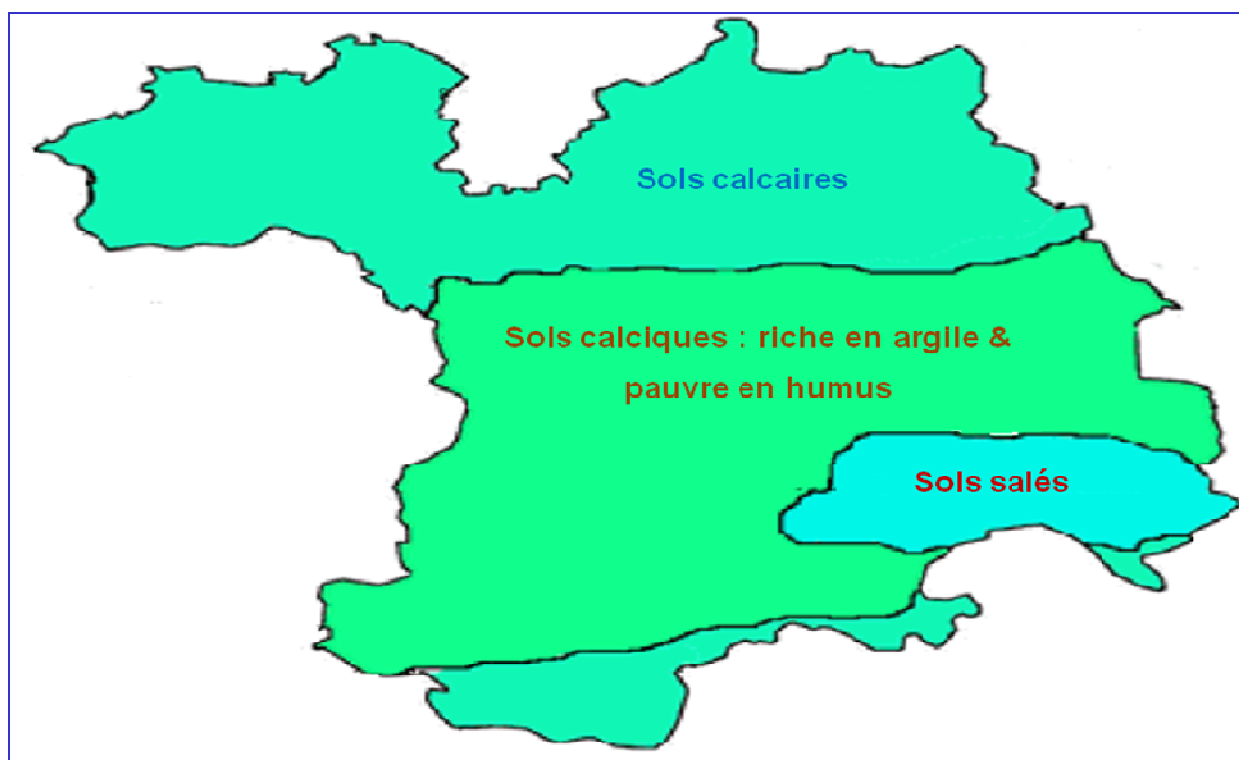 Sols calcaires
Sols calciques : riche en argile &
pauvre en humus
Sols salés